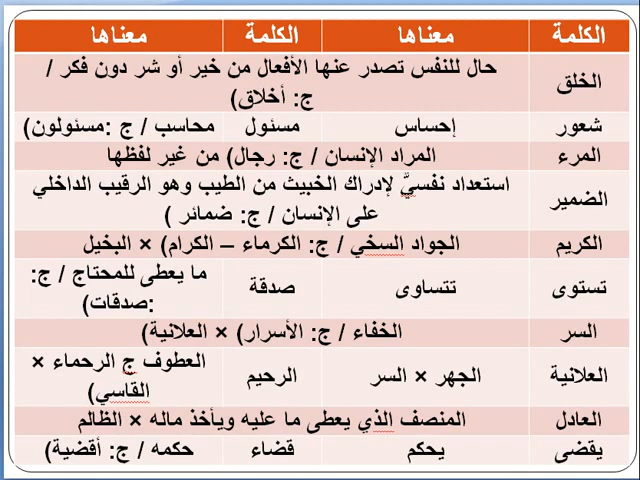 الكلمة معناها الكلمة معناها
الخلق حال للنفس تصدر عنها الأفعال من خير أو شر دون فكر /
ج: أخلاق)
شعور إحساس مسئول محاسب / ج :مسئولون)
المرء المراد الإنسان / ج: رجال) من غير لفظها
الضمير استعداد نفسيَّ لإدراك الخبيث من الطيب وهو الرقيب الداخلي
على الإنسان / ج: ضمائر )
الكريم الجواد السخي / ج: الكرماء – الكرام) × البخيل
تستوى تتساوى صدقة ما يعطى للمحتاج / ج:
:صدقات)
السر الخفاء / ج: الأسرار) × العلانية)
العلانية الجهر × السر الرحيم العطوف ج الرحماء ×
القاسي)
العادل المنصف الذي يعطى ما عليه ويأخذ ماله × الظالم
يقضى يحكم قضاء حكمه / ج: أقضية)